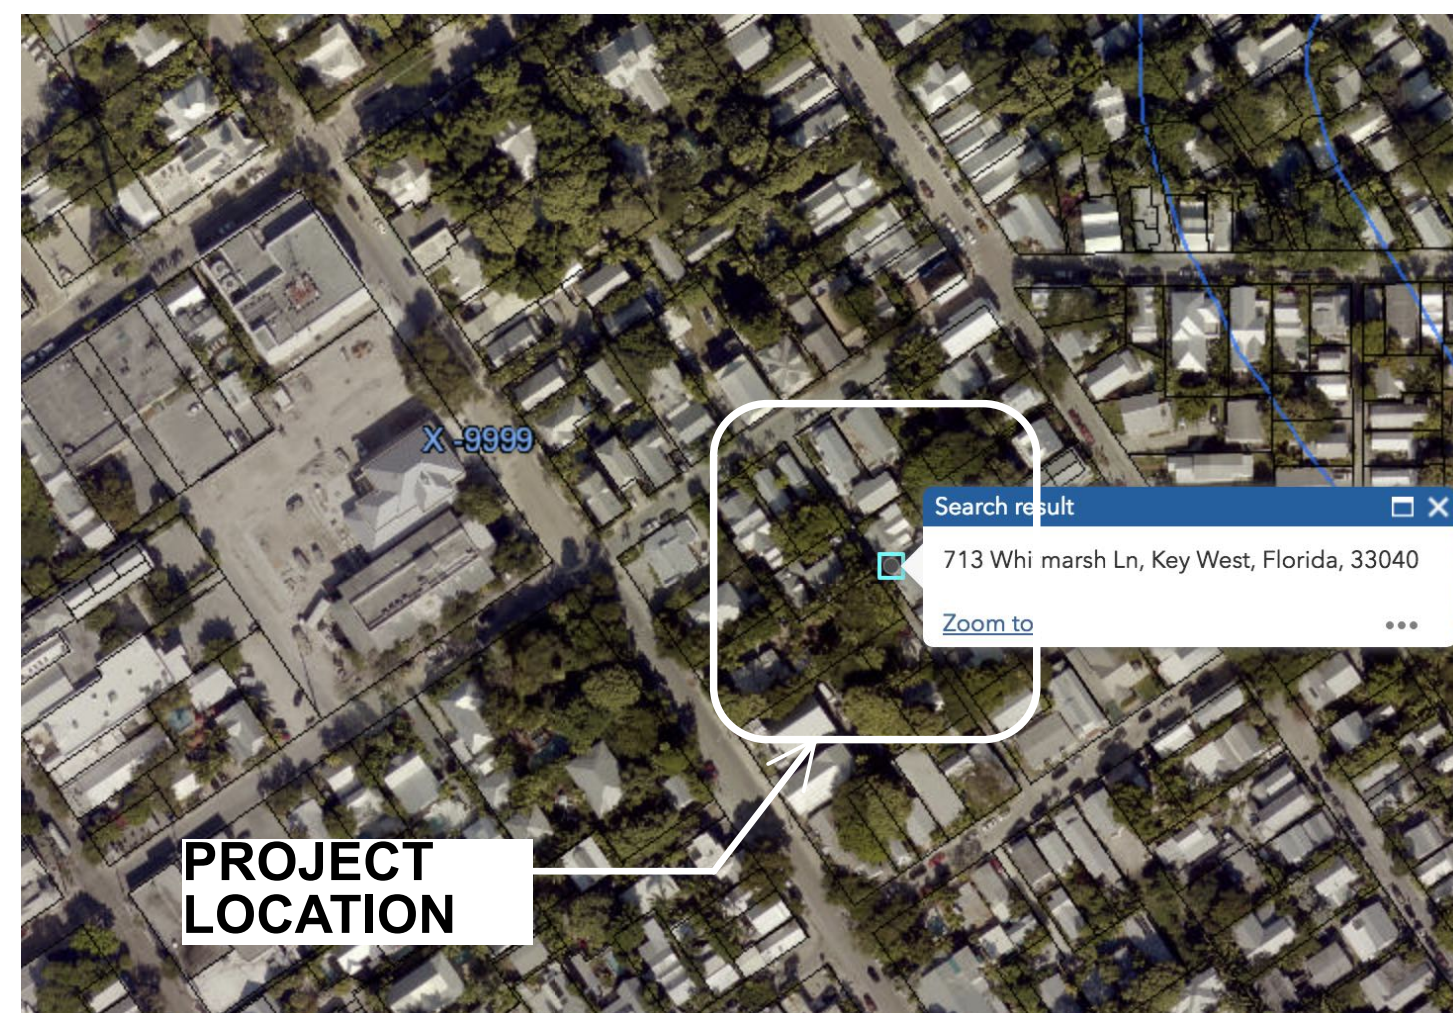 X -9999
Search result
713 Whi marsh Ln, Key West, Florida, 33040
Zoom to
PROJECT
LOCATION